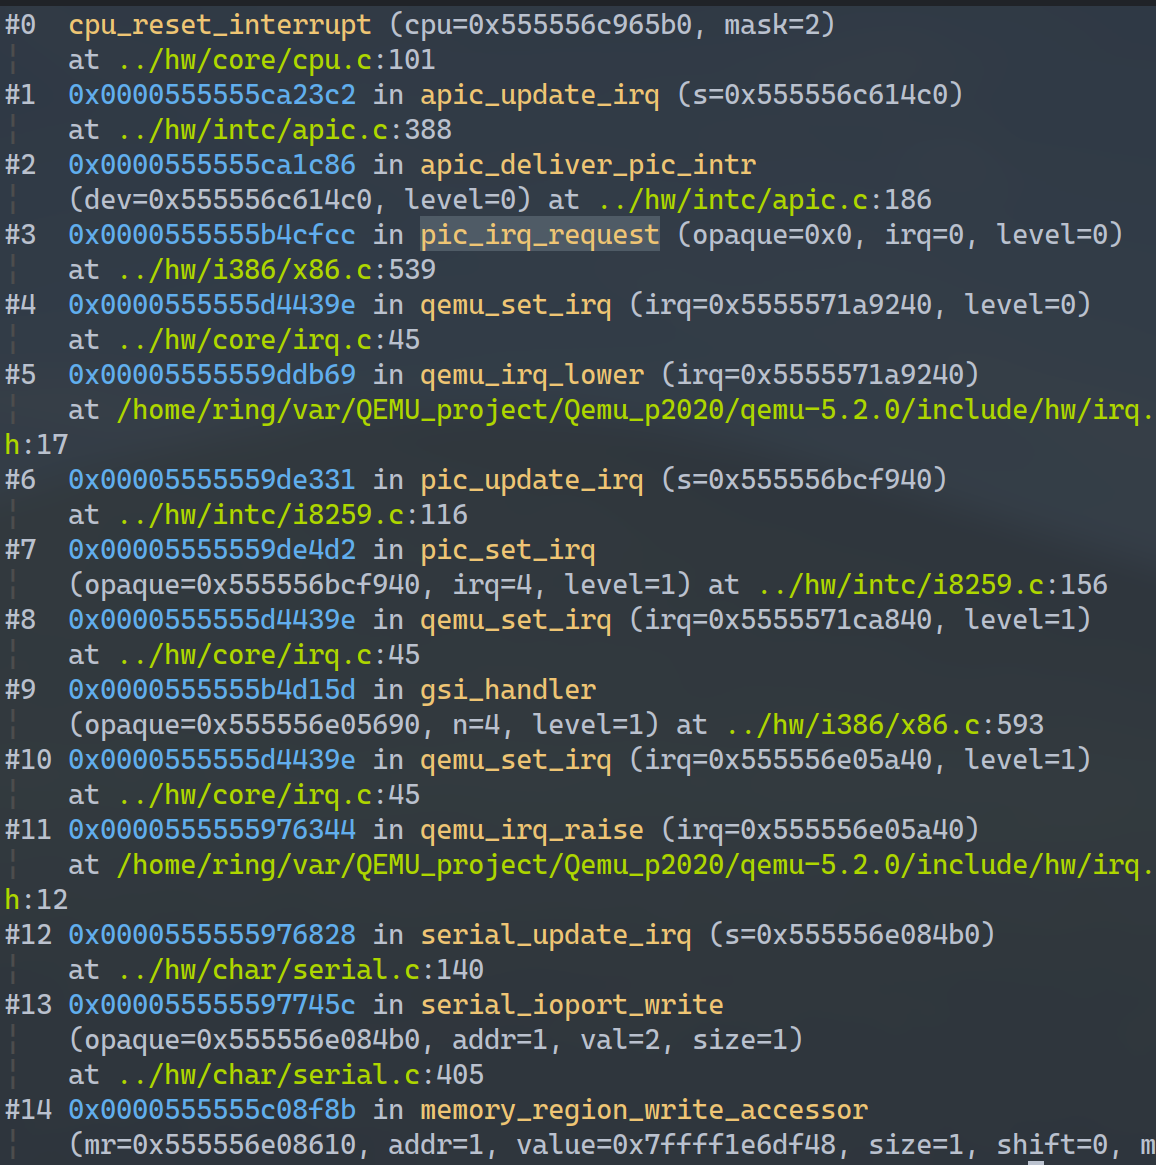 #0  cpu_reset_interrupt (cpu=0x555556c965b0, mask=2)
    at ../hw/core/cpu.c:101
#1  0x0000555555ca23c2 in apic_update_irq (s=0x555556c614c0)
    at ../hw/intc/apic.c:388
#2  0x0000555555ca1c86 in apic_deliver_pic_intr
    (dev=0x555556c614c0, level=0) at ../hw/intc/apic.c:186
#3  0x0000555555b4cfcc in pic_irq_request (opaque=0x0, irq=0, level=0)
    at ../hw/i386/x86.c:539
#4  0x0000555555d4439e in qemu_set_irq (irq=0x5555571a9240, level=0)
    at ../hw/core/irq.c:45
#5  0x00005555559ddb69 in qemu_irq_lower (irq=0x5555571a9240)
    at /home/ring/var/QEMU_project/Qemu_p2020/qemu-5.2.0/include/hw/irq.
h:17
#6  0x00005555559de331 in pic_update_irq (s=0x555556bcf940)
    at ../hw/intc/i8259.c:116
#7  0x00005555559de4d2 in pic_set_irq
    (opaque=0x555556bcf940, irq=4, level=1) at ../hw/intc/i8259.c:156
#8  0x0000555555d4439e in qemu_set_irq (irq=0x5555571ca840, level=1)
    at ../hw/core/irq.c:45
#9  0x0000555555b4d15d in gsi_handler
    (opaque=0x555556e05690, n=4, level=1) at ../hw/i386/x86.c:593
#10 0x0000555555d4439e in qemu_set_irq (irq=0x555556e05a40, level=1)
    at ../hw/core/irq.c:45
#11 0x0000555555976344 in qemu_irq_raise (irq=0x555556e05a40)
    at /home/ring/var/QEMU_project/Qemu_p2020/qemu-5.2.0/include/hw/irq.
h:12
#12 0x0000555555976828 in serial_update_irq (s=0x555556e084b0)
    at ../hw/char/serial.c:140
#13 0x000055555597745c in serial_ioport_write
    (opaque=0x555556e084b0, addr=1, val=2, size=1)
    at ../hw/char/serial.c:405
#14 0x0000555555c08f8b in memory_region_write_accessor
    (mr=0x555556e08610, addr=1, value=0x7ffff1e6df48, size=1, shift=0, m